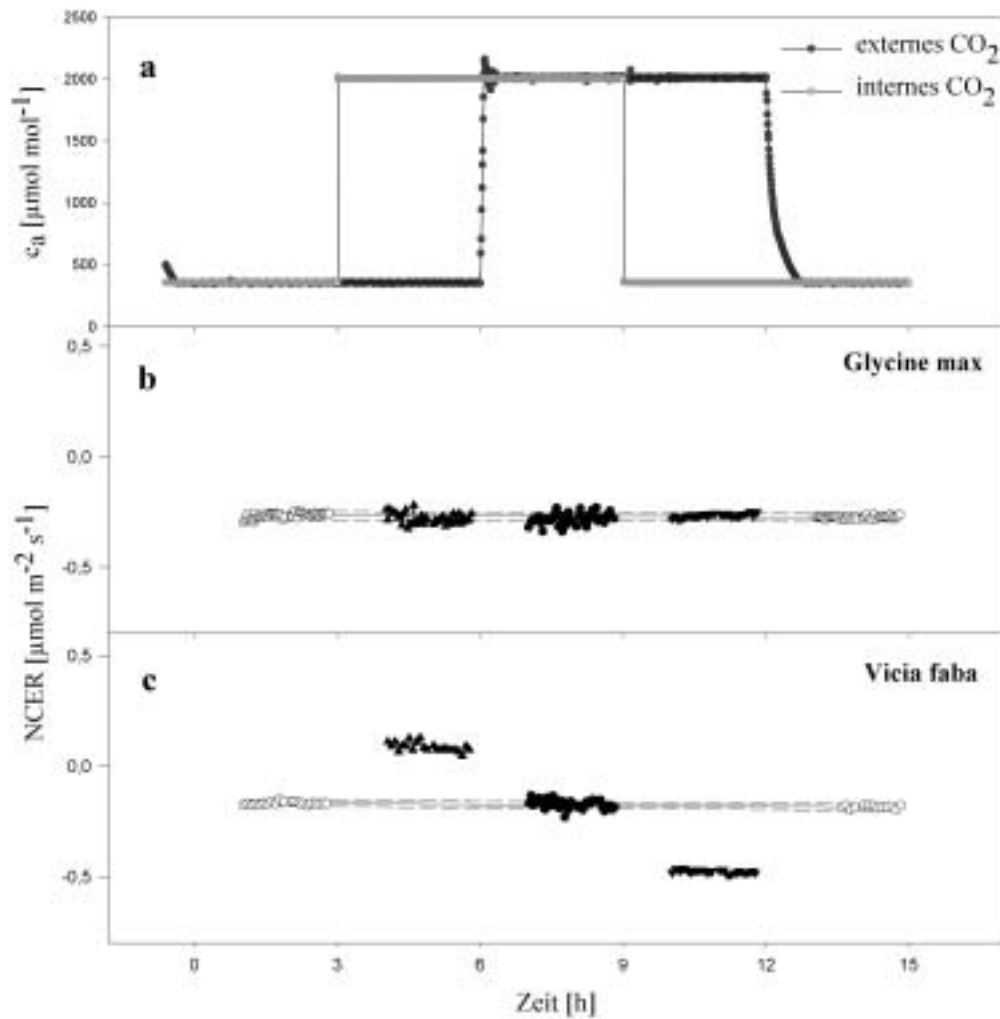 2500
a
externes CO2
internes CO2
2000
1500
1000
500
0
ca [µmol mol-1]
b
Glycine max
0,5
0,0
-0,5
NCER [µmol m-2 s-1]
c
Vicia faba
0,5
0,0
-0,5
0 3 6 9 12 15
Zeit [h]